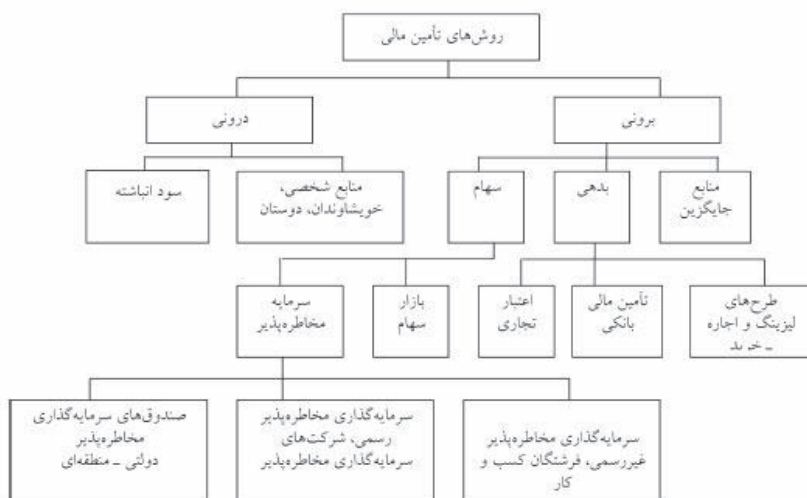 روش‌های تأمین مالی
برونی
درونی
منابع
جایگزین
بدهی
سهام
منابع شخصی،
خویشاوندان، دوستان
سود انباشته
طرح‌های
لیزینگ و اجاره
ـ خرید
تأمین مالی
بانکی
اعتبار
تجاری
بازار
سهام
سرمایه
مخاطره‌پذیر
سرمایه‌گذاری مخاطره‌پذیر
غیررسمی، فرشتگان کسب و
کار
سرمایه‌گذاری مخاطره‌پذیر
رسمی، شرکت‌های
سرمایه‌گذاری مخاطره‌پذیر
صندوق‌های سرمایه‌گذاری
مخاطره‌پذیر
دولتی ـ منطقه‌ای